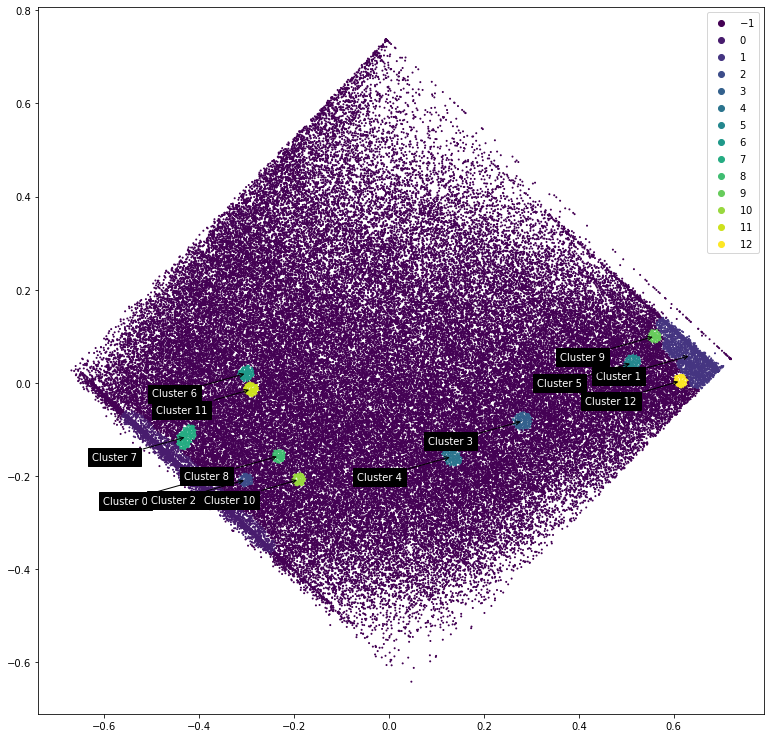 0.8
0.6
0.4
0.2
0.0
−0.2
−0.4
−0.6
−0.6
−0.4
−0.2
0.0
0.2
0.4
0.6
−1
0
1
2
3
4
5
6
7
8
9
10
11
12
Cluster 9
Cluster 1
Cluster 5
Cluster 12
Cluster 6
Cluster 11
Cluster 3
Cluster 7
Cluster 8
Cluster 4
Cluster 0
Cluster 2
Cluster 10